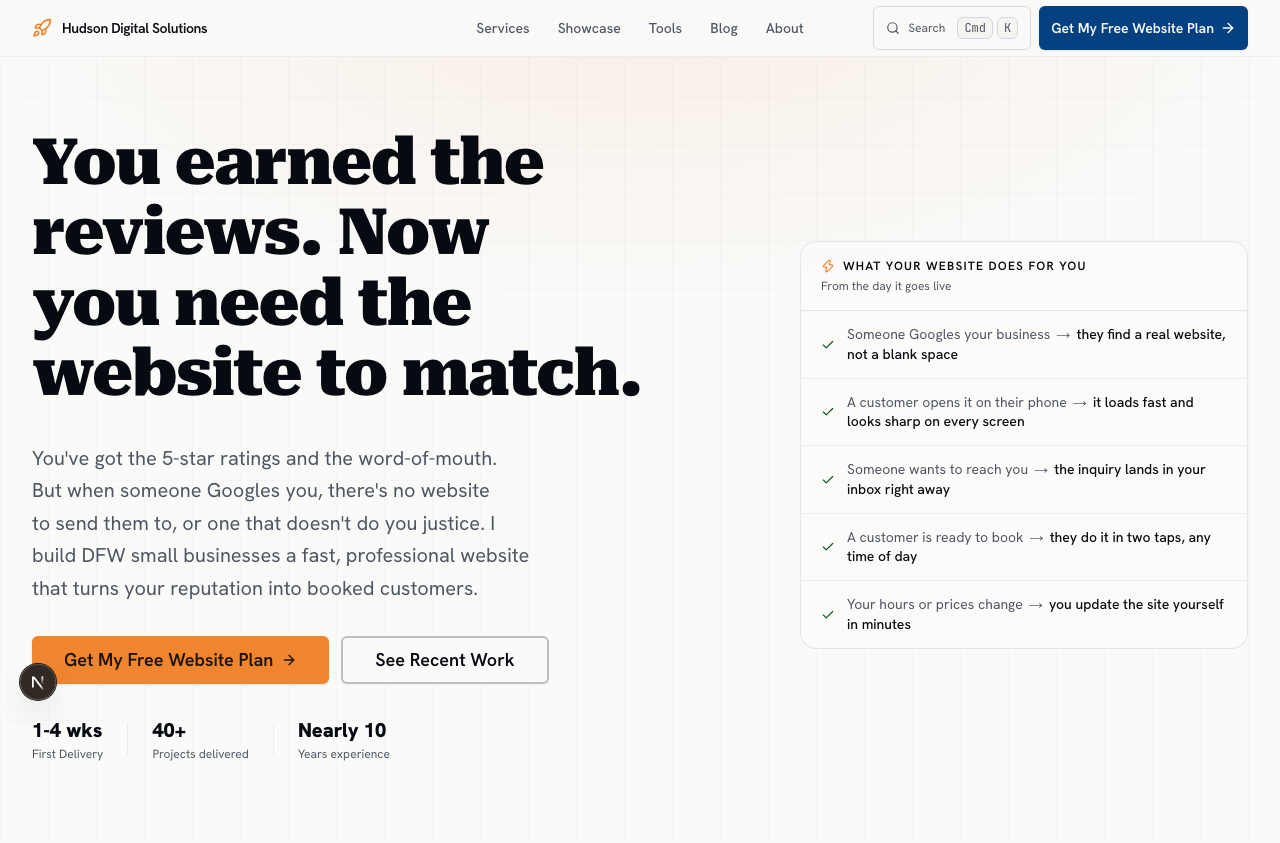 Hudson Digital Solutions
Services
Showcase
Tools
Blog
About
Search Cmd K
Get My Free Website Plan →
You earned the
reviews. Now
you need the
website to match.
You've got the 5-star ratings and the word-of-mouth.
But when someone Googles you, there's no website
to send them to, or one that doesn't do you justice. I
build DFW small businesses a fast, professional website
that turns your reputation into booked customers.
Get My Free Website Plan →
See Recent Work
N
1-4 wks
First Delivery
40+
Projects delivered
Nearly 10
Years experience
WHAT YOUR WEBSITE DOES FOR YOU
From the day it goes live
Someone Googles your business → they find a real website,
not a blank space
A customer opens it on their phone → it loads fast and
looks sharp on every screen
Someone wants to reach you → the inquiry lands in your
inbox right away
A customer is ready to book → they do it in two taps, any
time of day
Your hours or prices change → you update the site yourself
in minutes